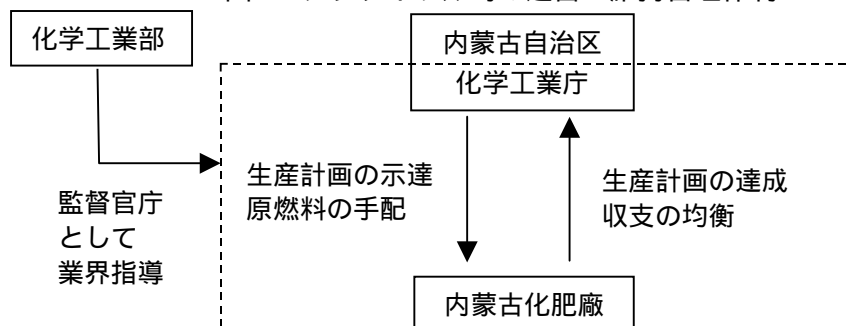 化学工業部
内蒙古自治区
化学工業庁
生産計画の示達
原燃料の手配
生産計画の達成
収支の均衡
監督官庁
として
業界指導
内蒙古化肥廠